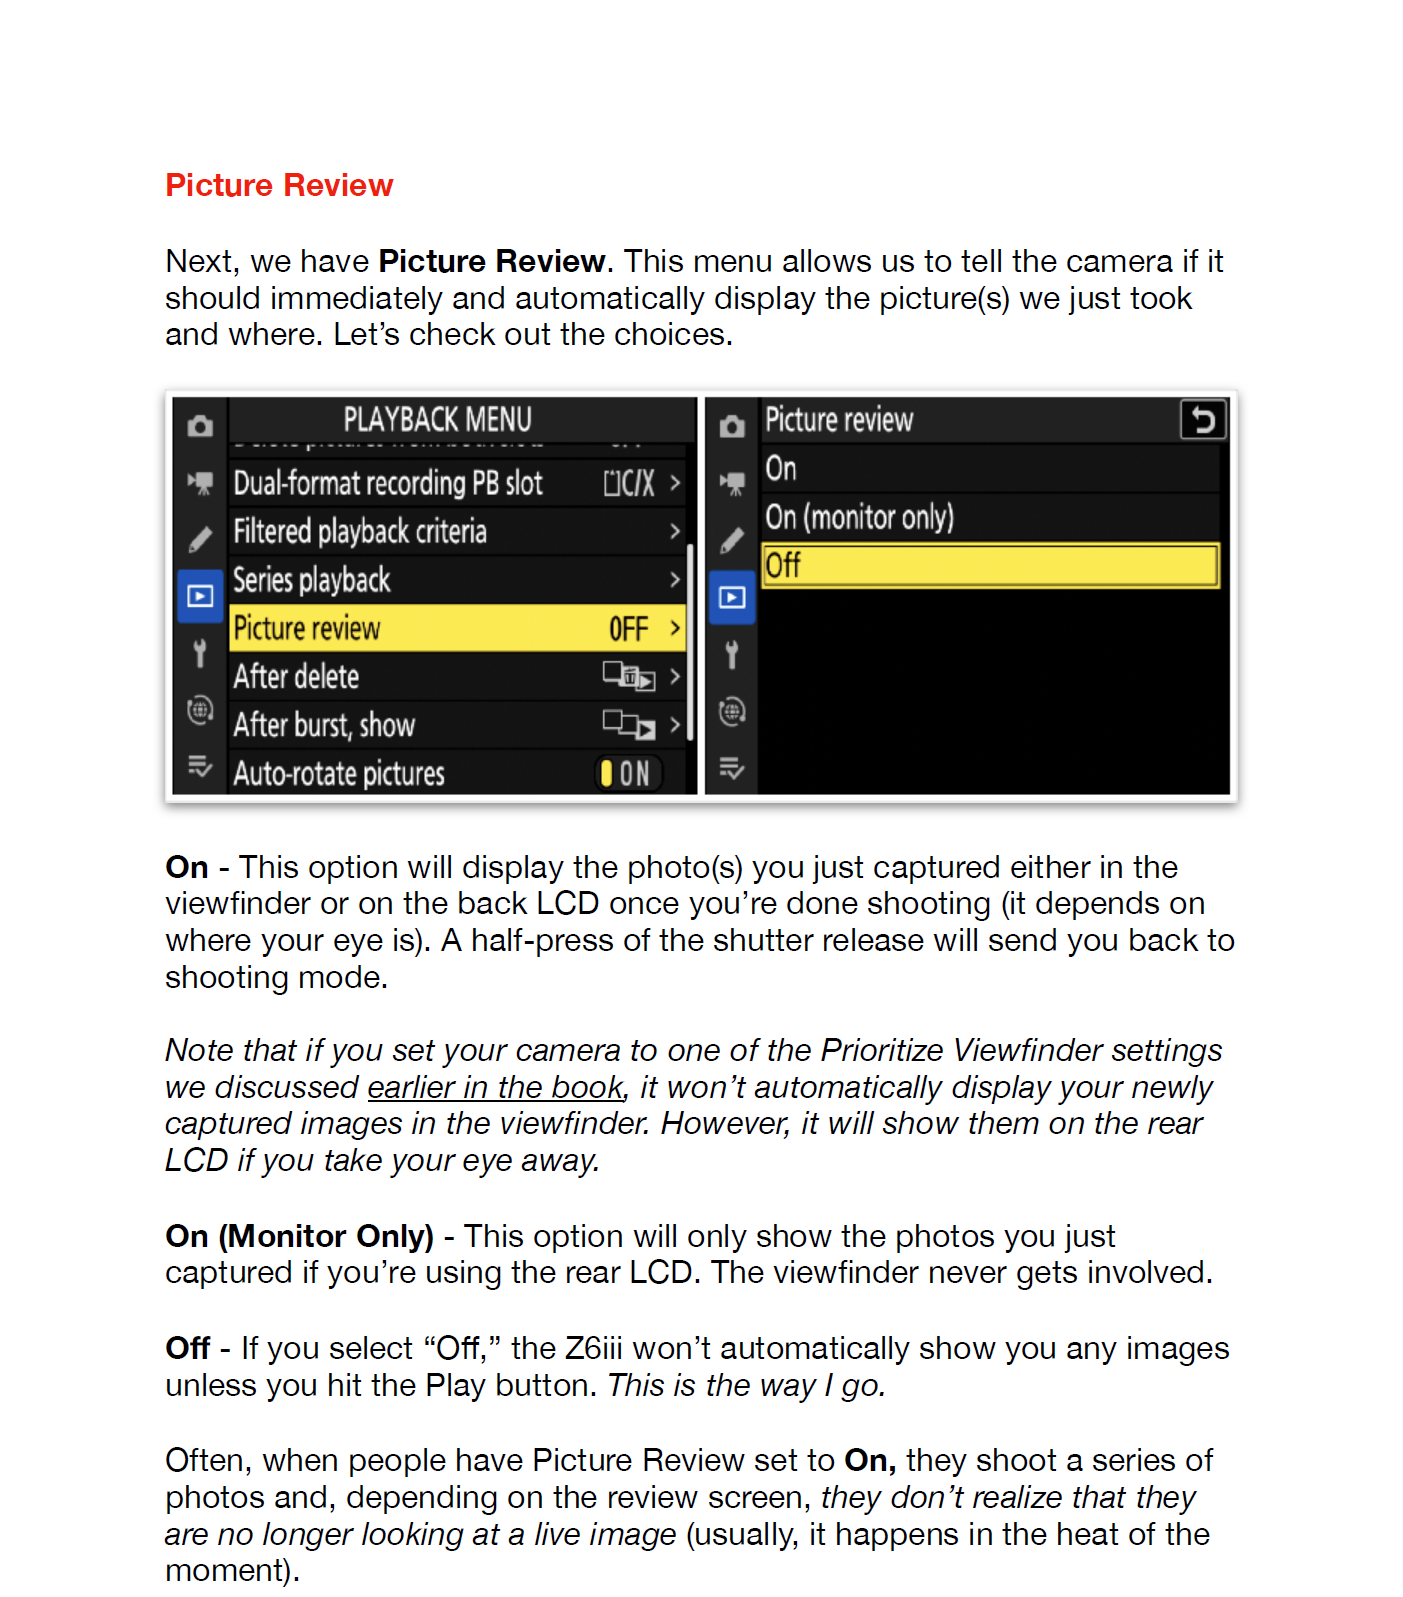 Picture Review
Next, we have Picture Review. This menu allows us to tell the camera if it
should immediately and automatically display the picture(s) we just took
and where. Let’s check out the choices.
PLAYBACK MENU
Dual-format recording PB slot C/X >
Filtered playback criteria >
Series playback >
Picture review OFF >
After delete >
After burst, show >
Auto-rotate pictures ON
Picture review
On
On (monitor only)
Off
On - This option will display the photo(s) you just captured either in the
viewfinder or on the back LCD once you’re done shooting (it depends on
where your eye is). A half-press of the shutter release will send you back to
shooting mode.
Note that if you set your camera to one of the Prioritize Viewfinder settings
we discussed earlier in the book, it won’t automatically display your newly
captured images in the viewfinder. However, it will show them on the rear
LCD if you take your eye away.
On (Monitor Only) - This option will only show the photos you just
captured if you’re using the rear LCD. The viewfinder never gets involved.
Off - If you select “Off,” the Z6iii won’t automatically show you any images
unless you hit the Play button. This is the way I go.
Often, when people have Picture Review set to On, they shoot a series of
photos and, depending on the review screen, they don’t realize that they
are no longer looking at a live image (usually, it happens in the heat of the
moment).